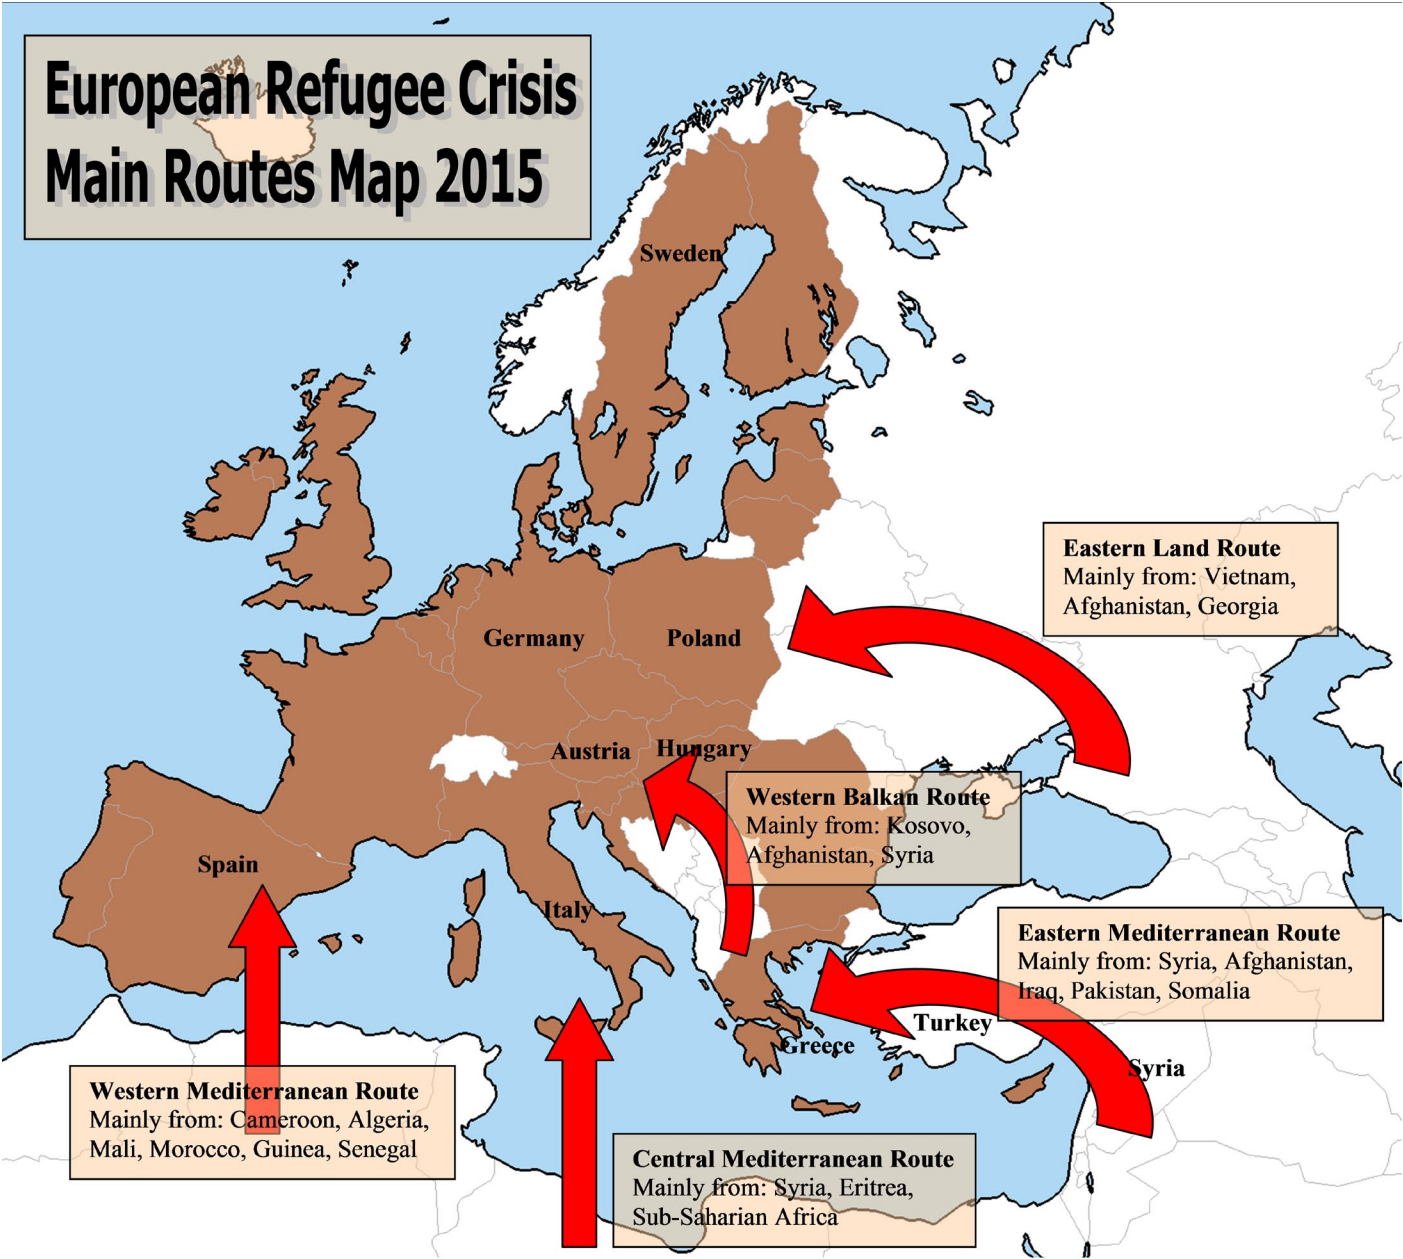 European Refugee Crisis
Main Routes Map 2015
Sweden
Eastern Land Route
Mainly from: Vietnam,
Afghanistan, Georgia
Germany
Poland
Austria
Hungary
Western Balkan Route
Mainly from: Kosovo,
Afghanistan, Syria
Spain
Italy
Eastern Mediterranean Route
Mainly from: Syria, Afghanistan,
Iraq, Pakistan, Somalia
Turkey
Greece
Syria
Western Mediterranean Route
Mainly from: Cameroon, Algeria,
Mali, Morocco, Guinea, Senegal
Central Mediterranean Route
Mainly from: Syria, Eritrea,
Sub-Saharian Africa